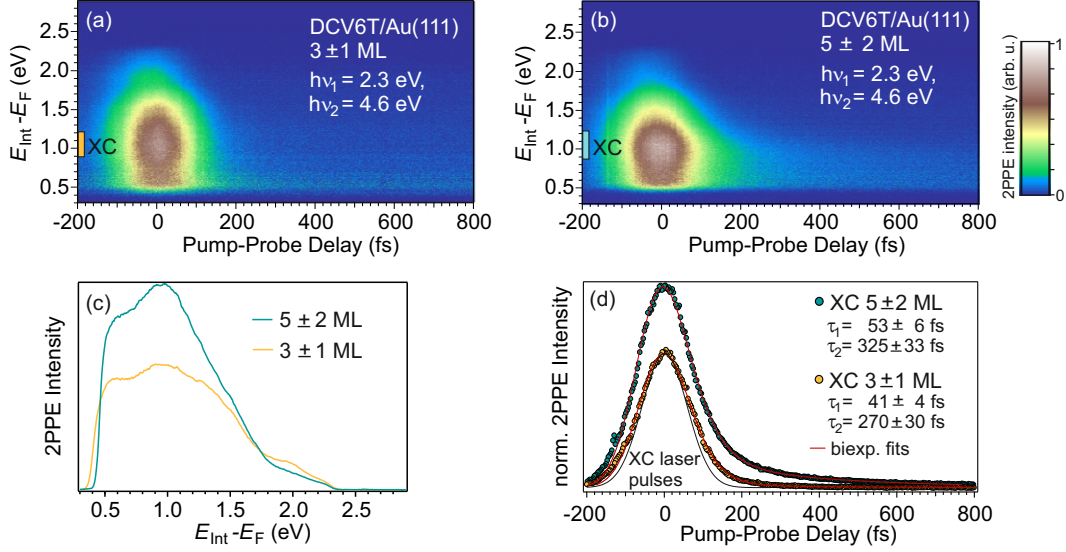 (a)
DCV6T/Au(111)
3 ±1 ML
hν₁ = 2.3 eV,
hν₂ = 4.6 eV
XC
E_Int -E_F (eV)
2.5
2.0
1.5
1.0
0.5
-200 0 200 400 600 800
Pump-Probe Delay (fs)
(b)
DCV6T/Au(111)
5 ± 2 ML
hν₁ = 2.3 eV,
hν₂ = 4.6 eV
XC
E_Int -E_F (eV)
2.5
2.0
1.5
1.0
0.5
-200 0 200 400 600 800
Pump-Probe Delay (fs)
2PPE intensity (arb. u.)
1
0
(c)
5 ± 2 ML
3 ±1 ML
2PPE Intensity
0.5 1.0 1.5 2.0 2.5
E_Int -E_F (eV)
(d)
XC 5±2 ML
τ₁= 53± 6 fs
τ₂= 325±33 fs
XC 3±1 ML
τ₁= 41± 4 fs
τ₂= 270±30 fs
biexp. fits
XC laser
pulses
norm. 2PPE Intensity
-200 0 200 400 600 800
Pump-Probe Delay (fs)